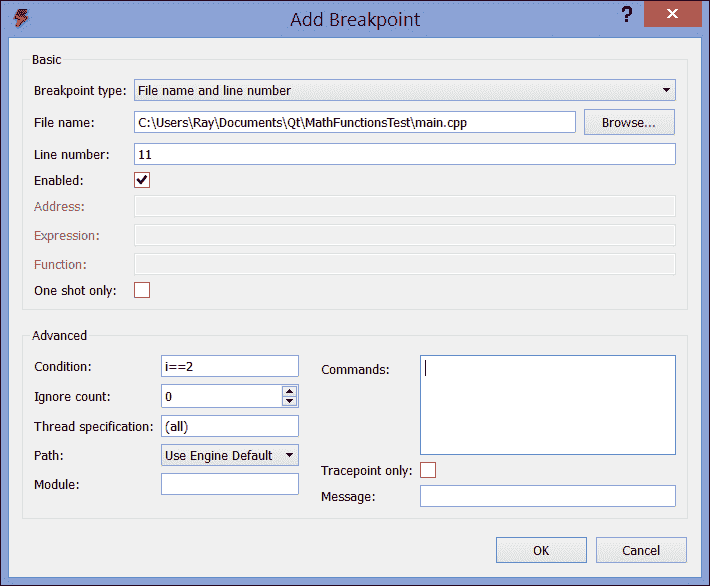 Add Breakpoint
?
Basic
Breakpoint type: File name and line number
File name: C:\Users\Ray\Documents\Qt\MathFunctionsTest\main.cpp Browse...
Line number: 11
Enabled:
Address:
Expression:
Function:
One shot only:
Advanced
Condition: i==2
Ignore count: 0
Thread specification: (all)
Path: Use Engine Default
Module:
Commands:
Tracepoint only:
Message:
OK Cancel